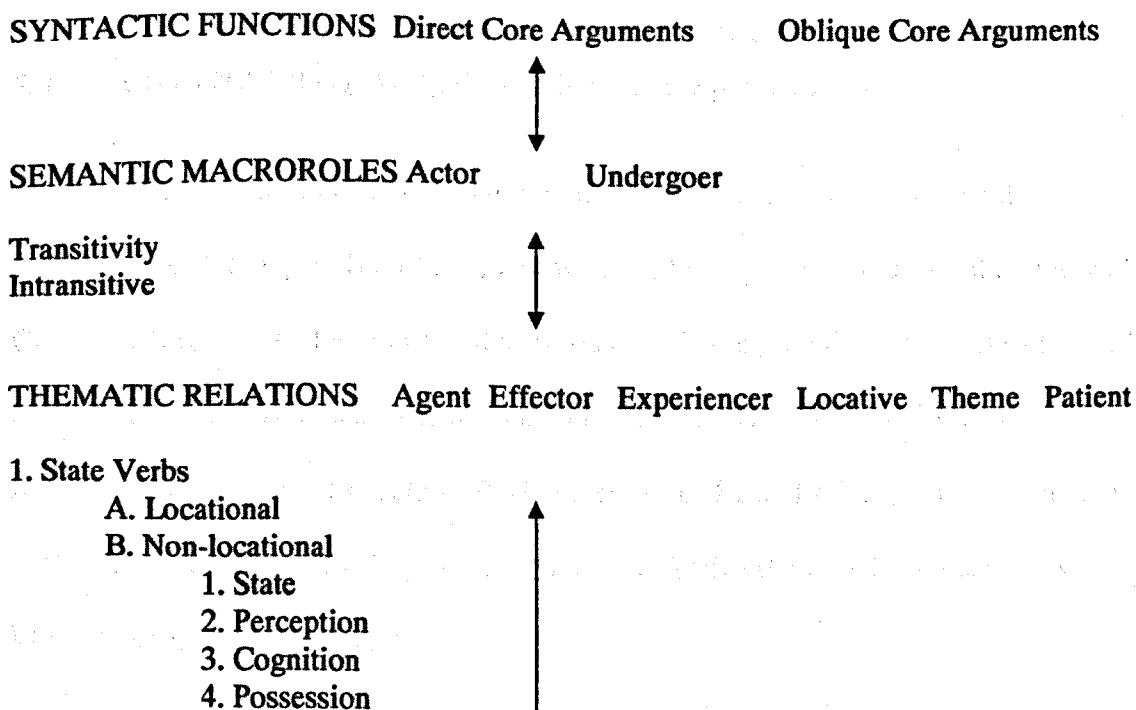 SYNTACTIC FUNCTIONS Direct Core Arguments Oblique Core Arguments
SEMANTIC MACROROLES Actor Undergoer
Transitivity
Intransitive
THEMATIC RELATIONS Agent Effector Experiencer Locative Theme Patient
1. State Verbs
A. Locational
B. Non-locational
1. State
2. Perception
3. Cognition
4. Possession